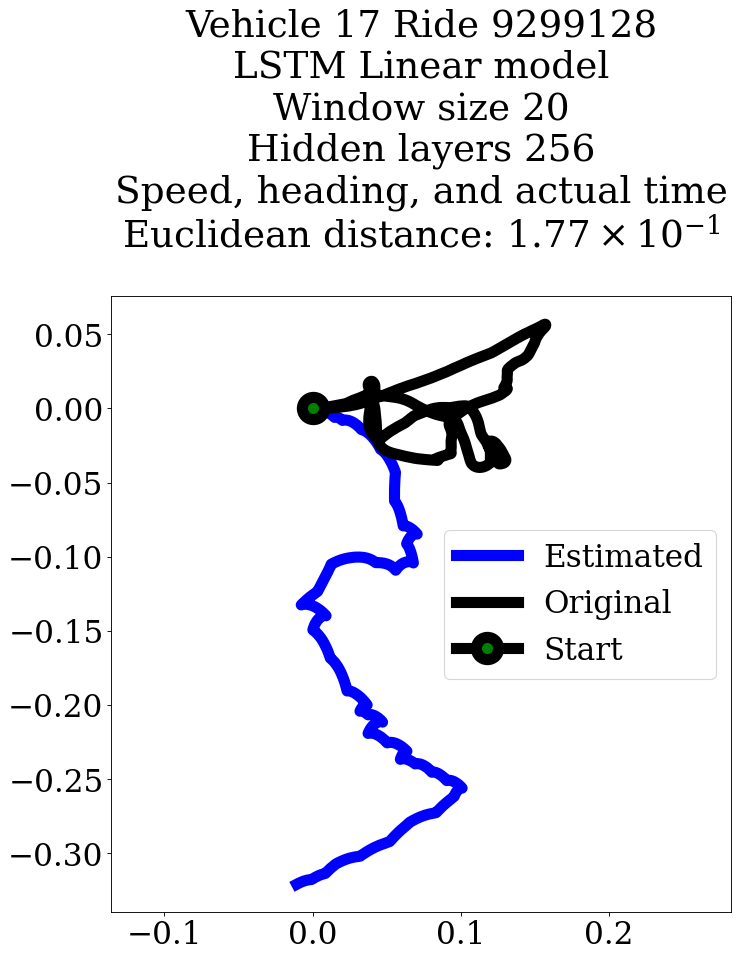 Vehicle 17 Ride 9299128
LSTM Linear model
Window size 20
Hidden layers 256
Speed, heading, and actual time
Euclidean distance: 1.77 × 10⁻¹
0.05
0.00
−0.05
−0.10
−0.15
−0.20
−0.25
−0.30
Estimated
Original
Start
−0.1
0.0
0.1
0.2